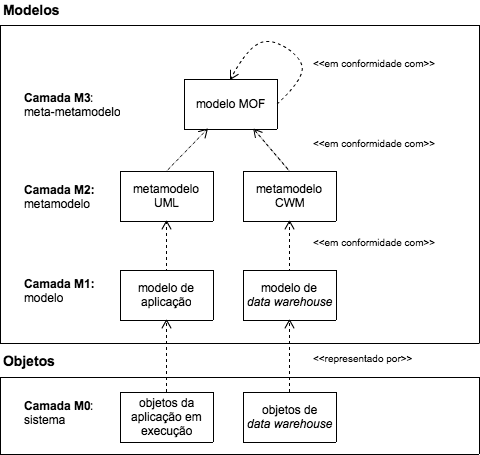 Modelos
<<em conformidade com>>
Camada M3:
meta-metamodelo
modelo MOF
<<em conformidade com>>
Camada M2:
metamodelo
metamodelo
UML
metamodelo
CWM
<<em conformidade com>>
Camada M1:
modelo
modelo de
aplicação
modelo de
data warehouse
Objetos
<<representado por>>
Camada M0:
sistema
objetos da
aplicação em
execução
objetos de
data warehouse